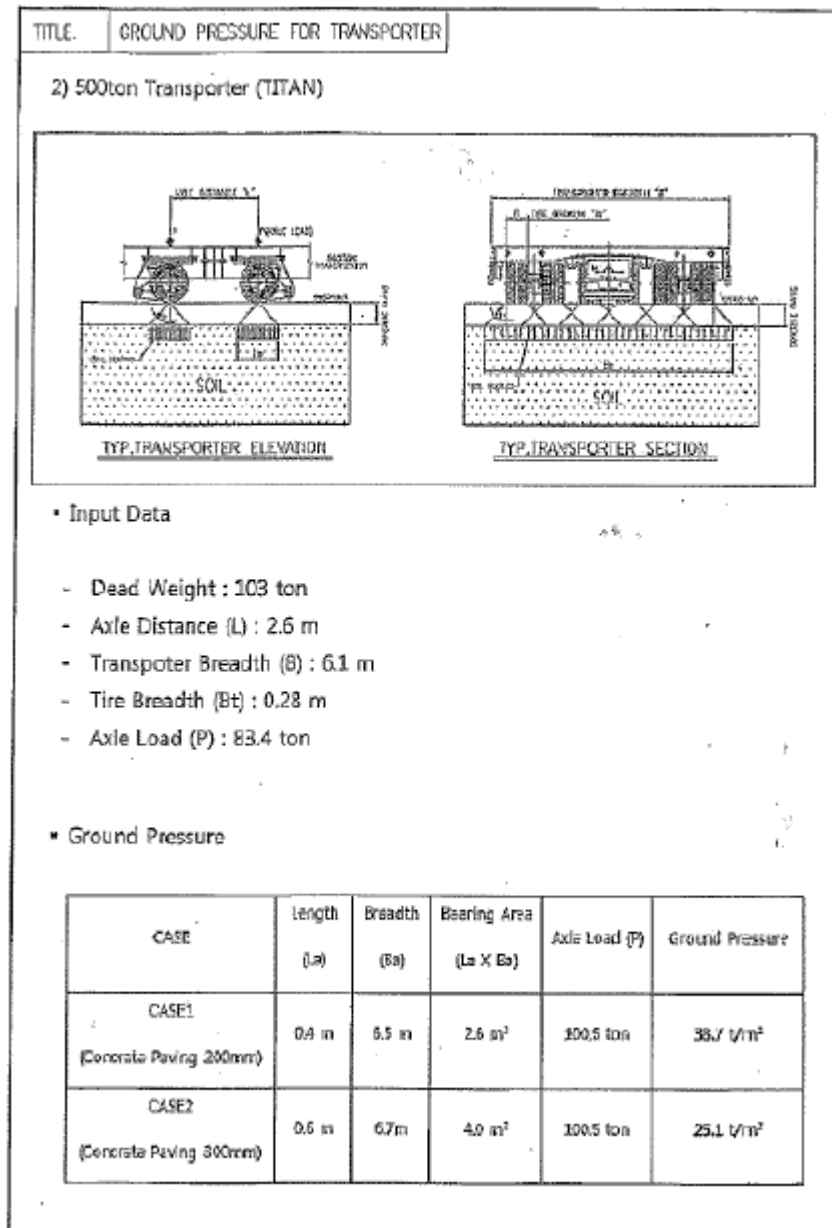 TITLE. GROUND PRESSURE FOR TRANSPORTER
2) 500ton Transporter (TITAN)
SOIL
SOIL
TYP.TRANSPORTER ELEVATION
TYP.TRANSPORTER SECTION
▪ Input Data
- Dead Weight : 103 ton
- Axle Distance (L) : 2.6 m
- Transpoter Breadth (B) : 6.1 m
- Tire Breadth (Bt) : 0.28 m
- Axle Load (P) : 83.4 ton
▪ Ground Pressure
CASE Length (La) Breadth (Ba) Bearing Area (La X Ba) Axle Load (P) Ground Pressure
CASE1 (Concrete Paving 200mm) 0.4 m 6.5 m 2.6 m² 100.5 ton 38.7 t/m²
CASE2 (Concrete Paving 300mm) 0.6 m 6.7m 4.0 m² 100.5 ton 25.1 t/m²